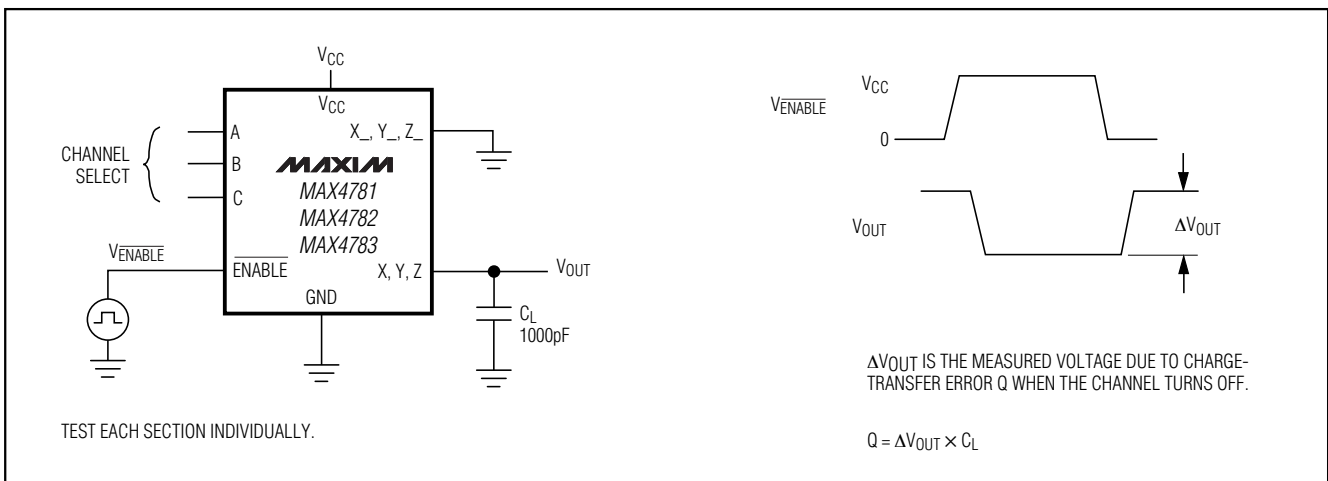 VCC
VCC
A
B
C
CHANNEL
SELECT
X_, Y_, Z_
MAXIM
MAX4781
MAX4782
MAX4783
VENABLE
ENABLE
X, Y, Z
VOUT
GND
CL
1000pF
TEST EACH SECTION INDIVIDUALLY.
VENABLE
VCC
0
VOUT
ΔVOUT
ΔVOUT IS THE MEASURED VOLTAGE DUE TO CHARGE-
TRANSFER ERROR Q WHEN THE CHANNEL TURNS OFF.
Q = ΔVOUT × CL